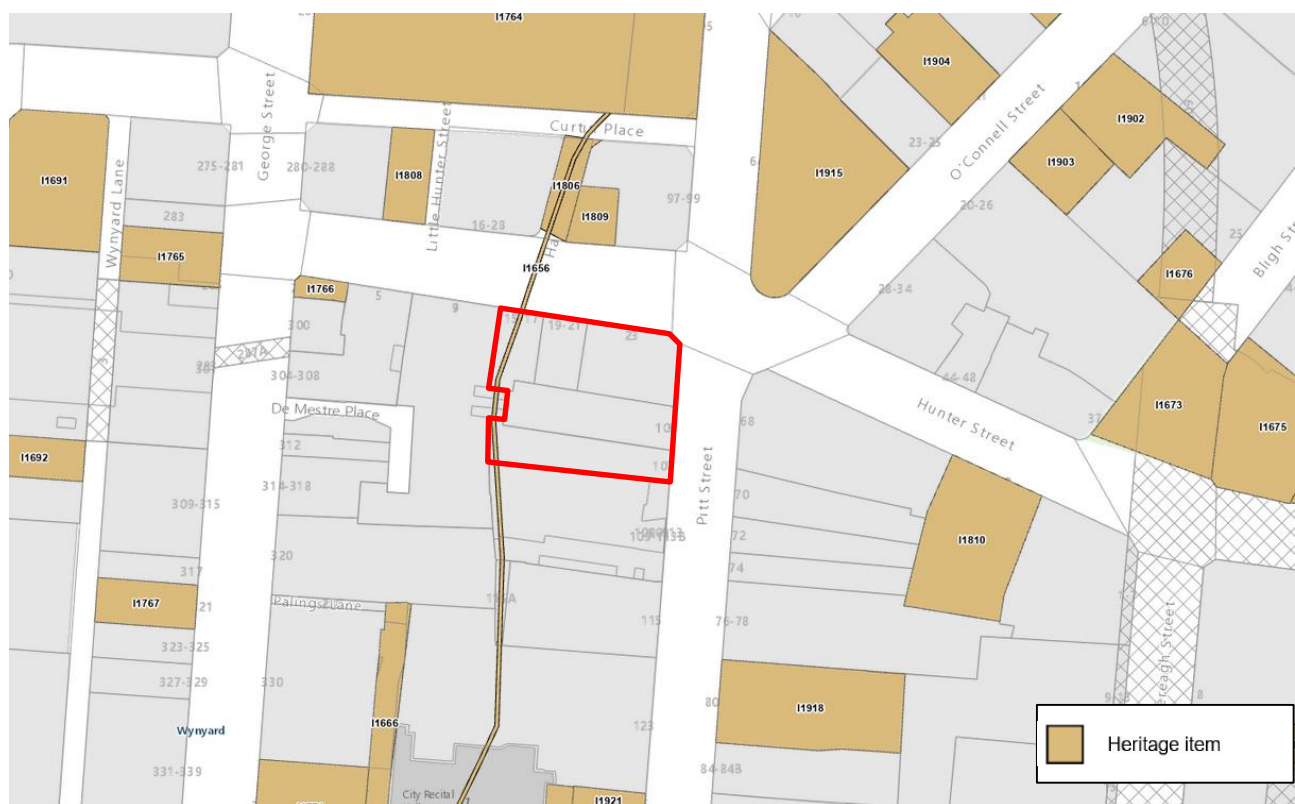 I1764
George Street
Little Hunter Street
Wynyard Lane
Curtin Place
O'Connell Street
Bligh
I1904
I1902
I1903
I1915
23-25
20-26
I1691
275-281
280-288
I1808
I1806
I1809
97-99
283
16-28
I1765
I1656
I1766
5
9
15-17
19-21
23
28-34
25
I1676
300
287A
304-308
De Mestre Place
312
44-48
Hunter Street
37
I1673
I1675
68
I1692
309-315
314-318
Pitt Street
70
72
74
I1810
320
317
I1767
Palings Lane
115
76-78
323-325
327-329
330
Wynyard
I1666
123
80
I1918
8
331-339
84-84B
City Recital
I1921
Heritage item